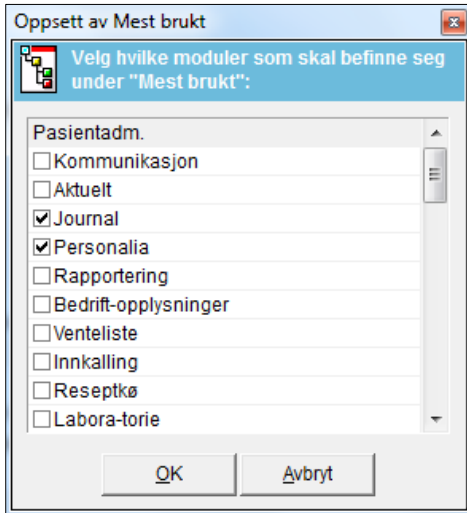 Oppsett av Mest brukt
Velg hvilke moduler som skal befinne seg
under "Mest brukt":
Pasientadm.
Kommunikasjon
Aktuelt
Journal
Personalia
Rapportering
Bedrift-opplysninger
Venteliste
Innkalling
Reseptkø
Labora-torie
OK
Avbryt